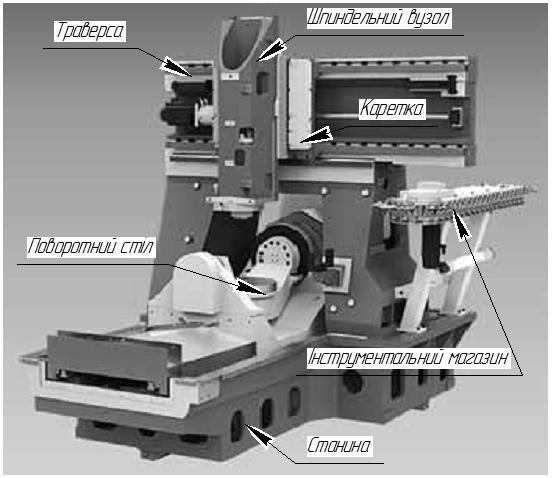 Шпиндельний вузол
Траверса
Каретка
Поворотний стіл
Інструментальний магазин
Станина